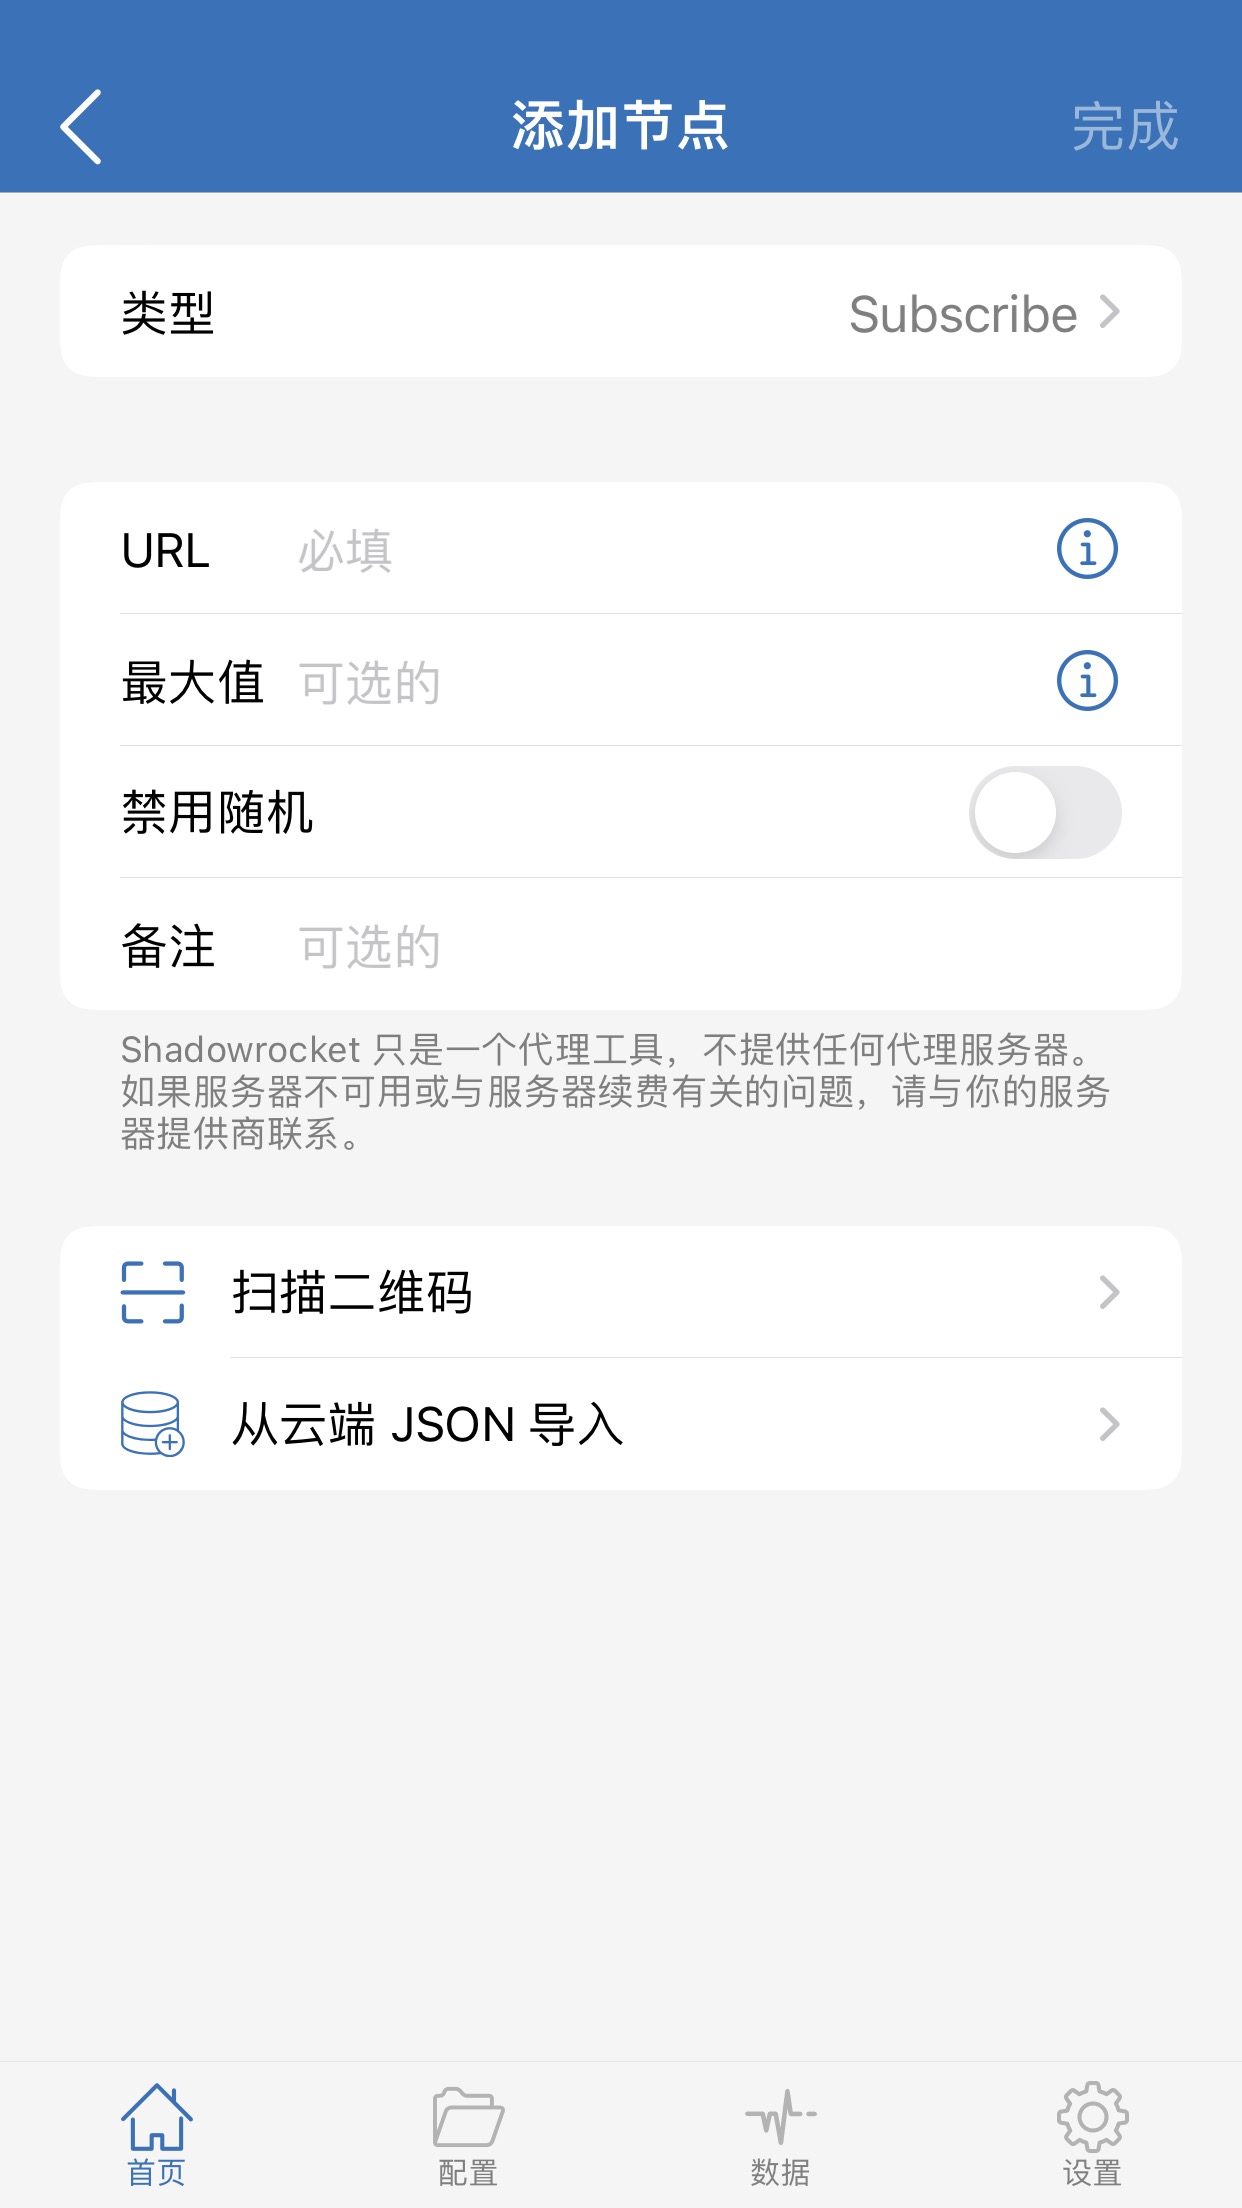 添加节点
完成
类型
Subscribe
URL
必填
最大值
可选的
禁用随机
备注
可选的
Shadowrocket 只是一个代理工具，不提供任何代理服务器。
如果服务器不可用或与服务器续费有关的问题，请与你的服务
器提供商联系。
扫描二维码
从云端 JSON 导入
首页
配置
数据
设置